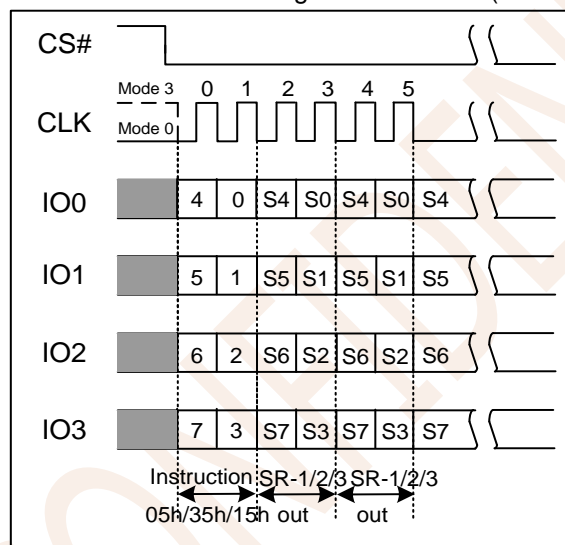 CS#
Mode 3 0 1 2 3 4 5
CLK
Mode 0
IO0 4 0 S4 S0 S4 S0 S4
IO1 5 1 S5 S1 S5 S1 S5
IO2 6 2 S6 S2 S6 S2 S6
IO3 7 3 S7 S3 S7 S3 S7
Instruction SR-1/2/3 SR-1/2/3
05h/35h/15h out out